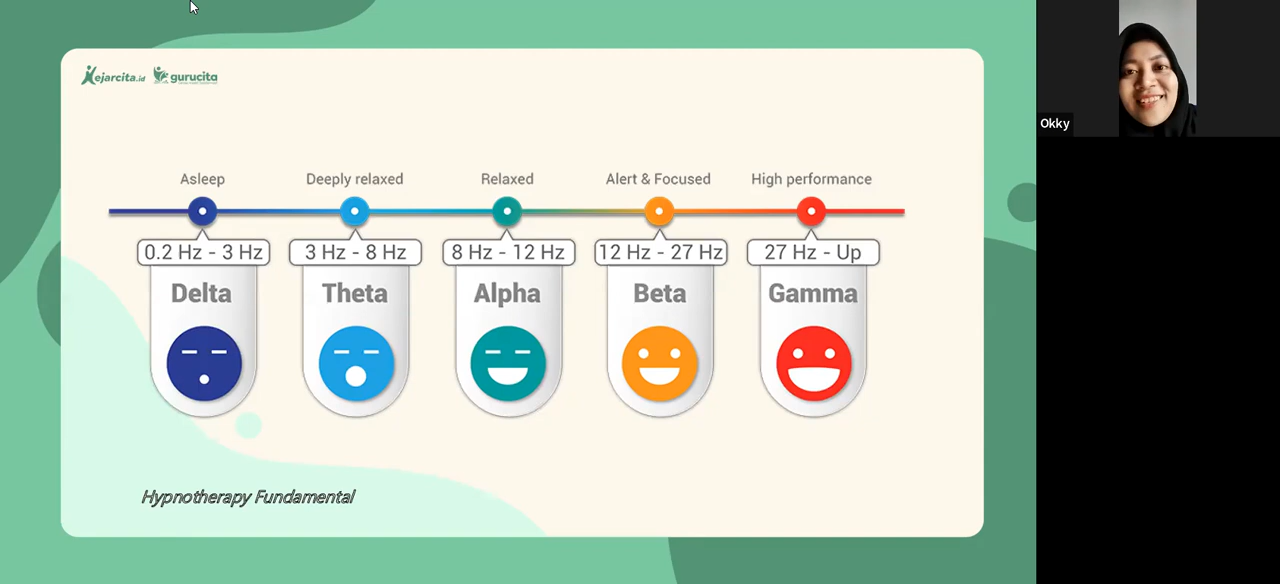 kejarcita.id gurucita
Asleep Deeply relaxed Relaxed Alert & Focused High performance
0.2 Hz - 3 Hz 3 Hz - 8 Hz 8 Hz - 12 Hz 12 Hz - 27 Hz 27 Hz - Up
Delta Theta Alpha Beta Gamma
Hypnotherapy Fundamental
Okky